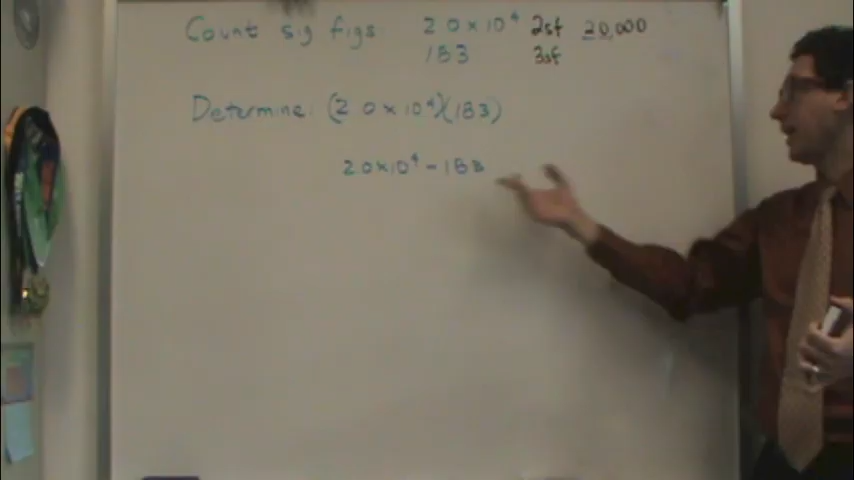 Count sig figs 2.0 × 10⁴ 2sf 20,000
183 3sf
Determine: (2.0 × 10⁴)(183)
2.0 × 10⁴ - 183